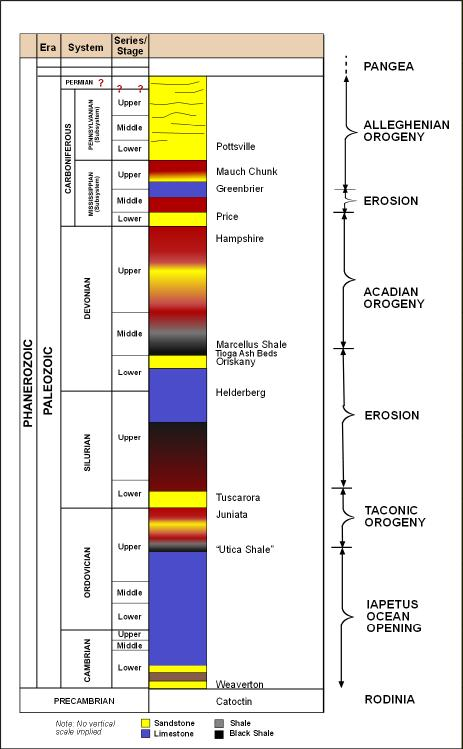 Era System Series/
Stage
PHANEROZOIC
PALEOZOIC
PERMIAN ?
? ?
CARBONIFEROUS
PENNSYLVANIAN
(Subsystem)
Upper
Middle
Lower
Pottsville
MISSISSIPPIAN
(Subsystem)
Upper
Middle
Lower
Mauch Chunk
Greenbrier
Price
DEVONIAN
Upper
Middle
Lower
Hampshire
Marcellus Shale
Tioga Ash Beds
Oriskany
Helderberg
SILURIAN
Upper
Lower
Tuscarora
ORDOVICIAN
Upper
Middle
Lower
Juniata
“Utica Shale”
CAMBRIAN
Upper
Middle
Lower
Weaverton
PRECAMBRIAN
Catoctin
PANGEA
ALLEGHENIAN
OROGENY
EROSION
ACADIAN
OROGENY
EROSION
TACONIC
OROGENY
IAPETUS
OCEAN
OPENING
RODINIA
Note: No vertical
scale implied.
Sandstone
Limestone
Shale
Black Shale